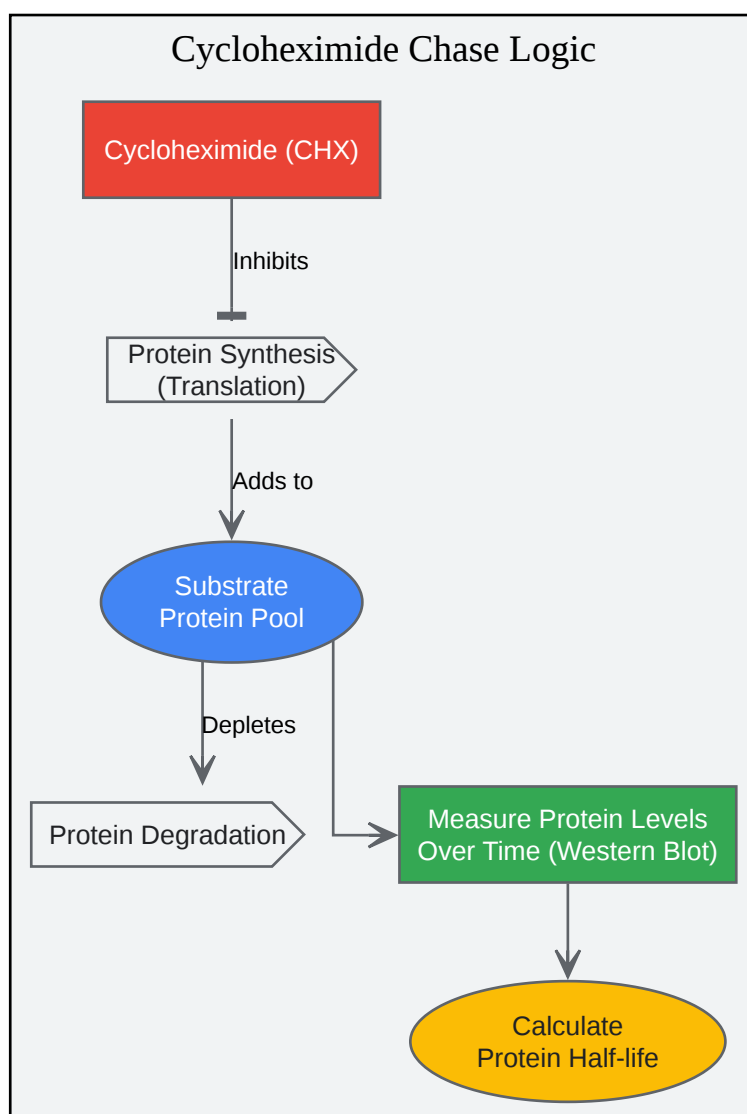 Cycloheximide Chase Logic
Cycloheximide (CHX)
Inhibits
Protein Synthesis
(Translation)
Adds to
Substrate
Protein Pool
Depletes
Protein Degradation
Measure Protein Levels
Over Time (Western Blot)
Calculate
Protein Half-life